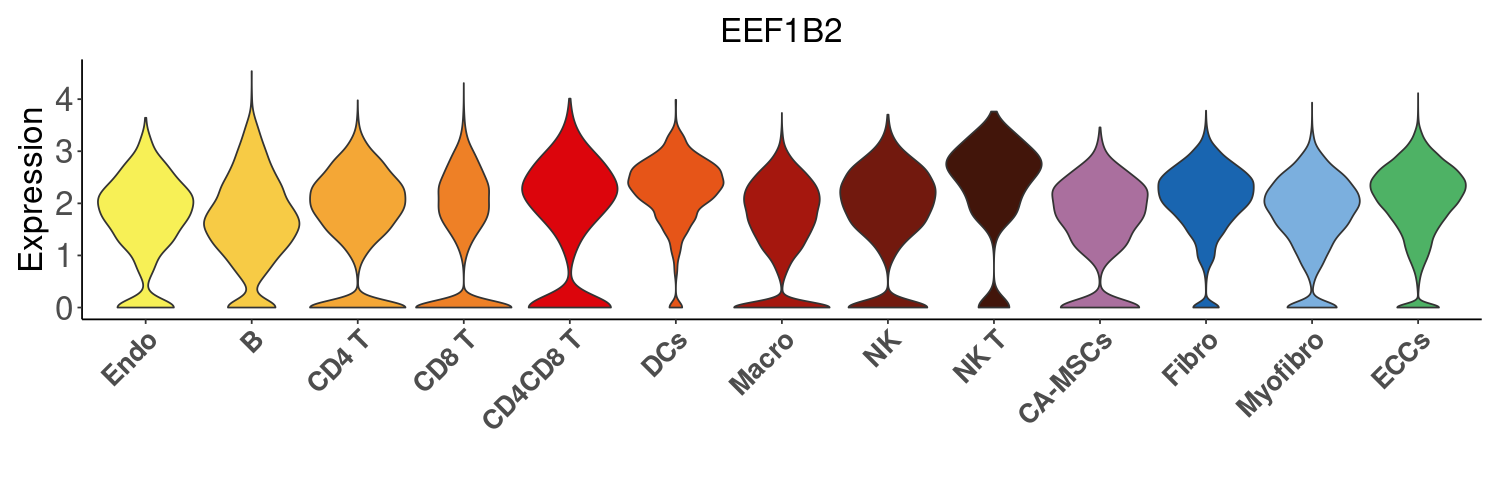 EEF1B2
Expression
4
3
2
1
0
Endo
B
CD4 T
CD8 T
CD4CD8 T
DCs
Macro
NK
NK T
CA-MSCs
Fibro
Myofibro
ECCs